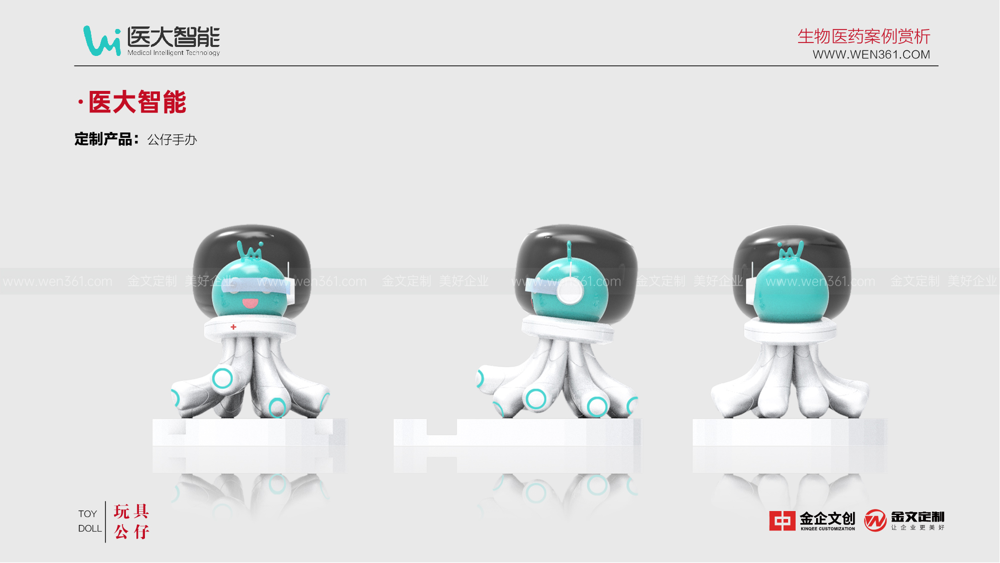 医大智能
Medical Intelligent Technology
生物医药案例赏析
WWW.WEN361.COM
·医大智能
定制产品：公仔手办
www.wen361.com 金文定制 美好企业 www.wen361.com 金文定制 美好企业 www.wen361.com 金文定制 美好企业 www.wen361.com 金文定制 美好企业
TOY
DOLL
玩具
公仔
金企文创
KINQEE CUSTOMIZATION
金文定制
让企业更美好